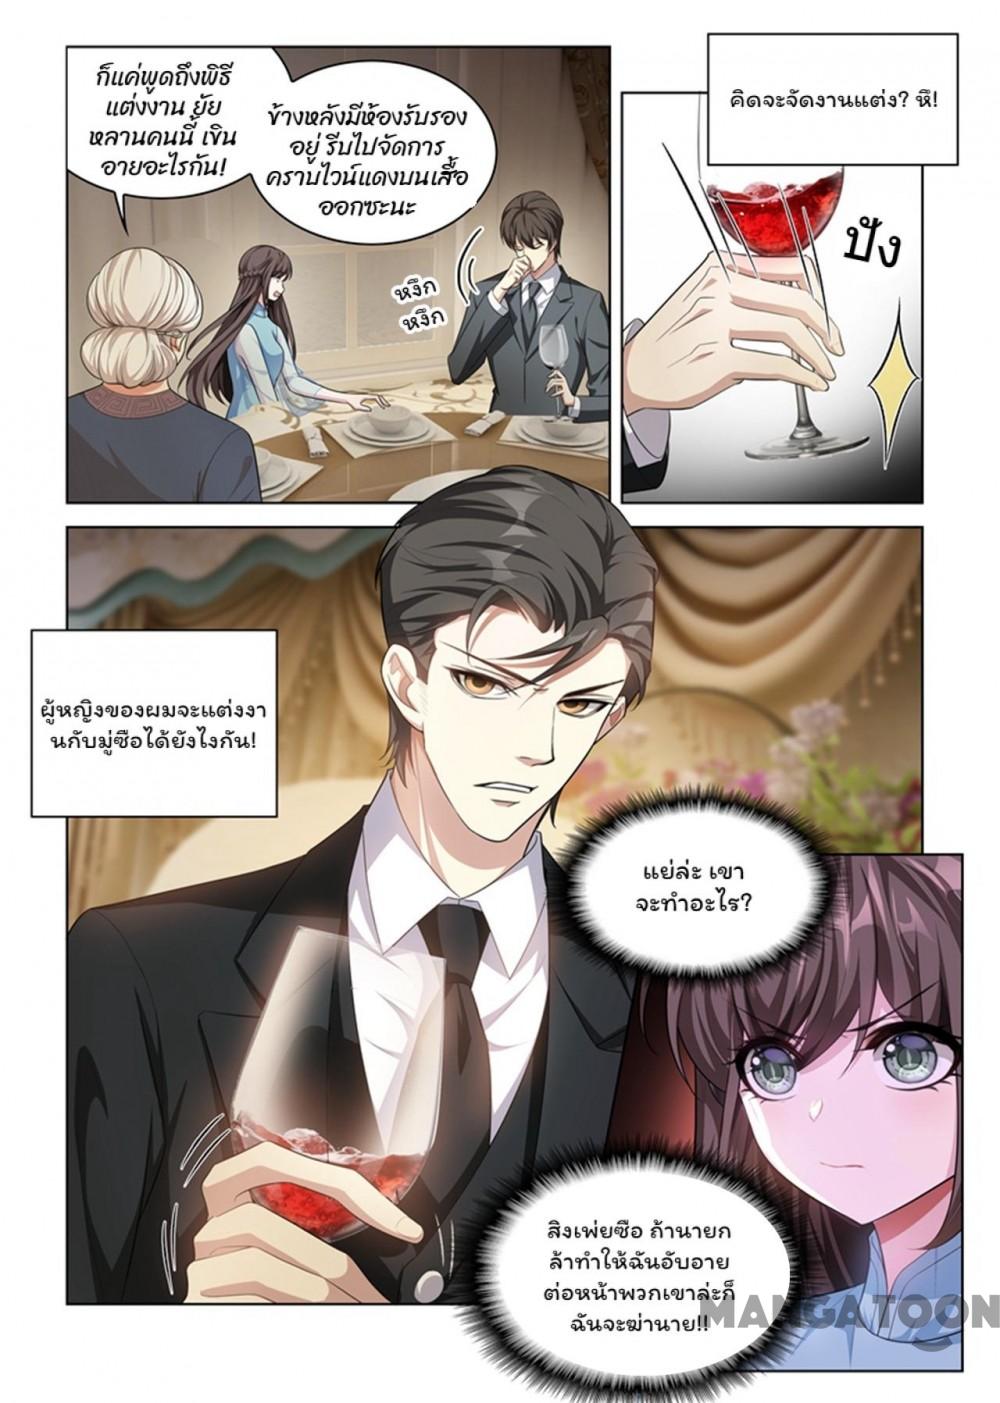 ก็แค่พูดถึงพิธี
แต่งงาน ยัย
หลานคนนี้ เขิน
อายอะไรกัน!
ข้างหลังมีห้องรับรอง
อยู่ รีบไปจัดการ
คราบไวน์แดงบนเสื้อ
ออกซะนะ
หงึก
หงึก
คิดจะจัดงานแต่ง? หึ!
ปัง
ผู้หญิงของผมจะแต่งงา
นกับมู่ซือได้ยังไงกัน!
แย่ล่ะ เขา
จะทำอะไร?
สิงเพ่ยซือ ถ้านายก
ล้าทำให้ฉันอับอาย
ต่อหน้าพวกเขาล่ะก็
ฉันจะฆ่านาย!!
MANGATOON